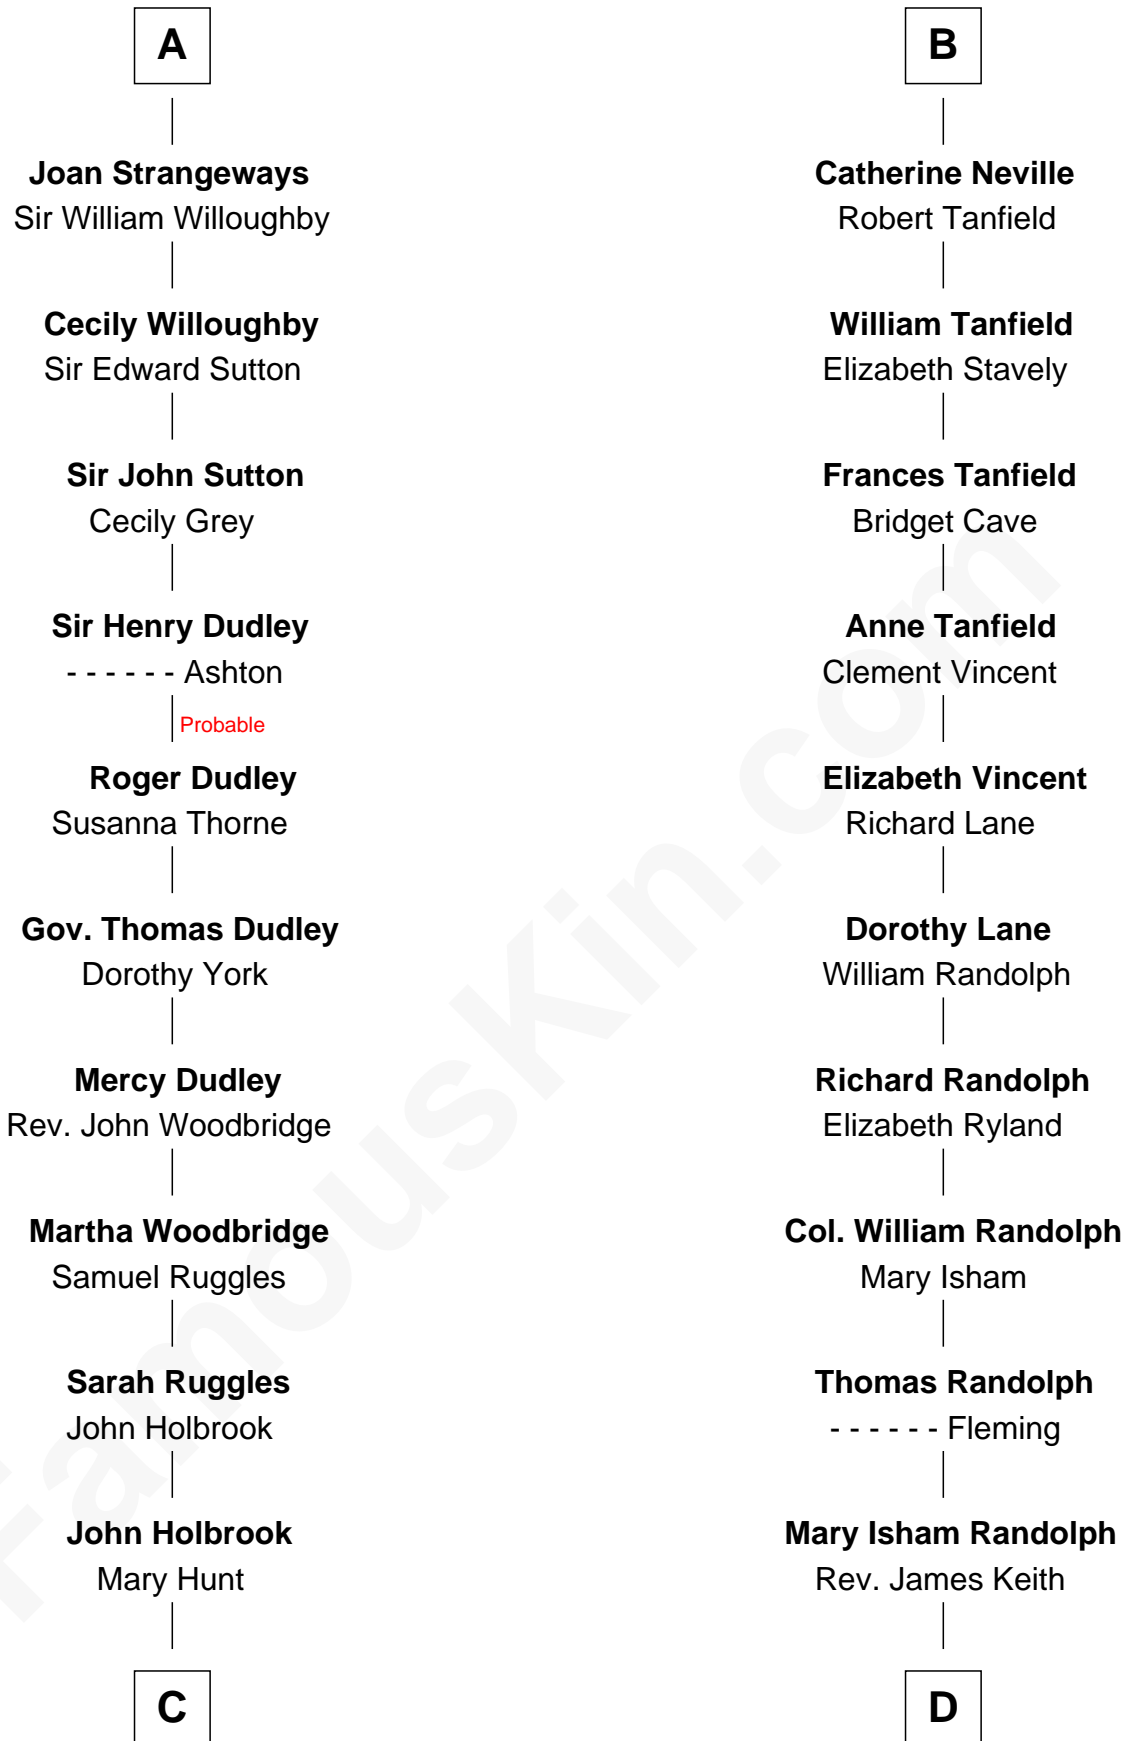 A
Joan Strangeways
Sir William Willoughby
Cecily Willoughby
Sir Edward Sutton
Sir John Sutton
Cecily Grey
Sir Henry Dudley
- - - - - - Ashton
Probable
Roger Dudley
Susanna Thorne
Gov. Thomas Dudley
Dorothy York
Mercy Dudley
Rev. John Woodbridge
Martha Woodbridge
Samuel Ruggles
Sarah Ruggles
John Holbrook
John Holbrook
Mary Hunt
C
B
Catherine Neville
Robert Tanfield
William Tanfield
Elizabeth Stavely
Frances Tanfield
Bridget Cave
Anne Tanfield
Clement Vincent
Elizabeth Vincent
Richard Lane
Dorothy Lane
William Randolph
Richard Randolph
Elizabeth Ryland
Col. William Randolph
Mary Isham
Thomas Randolph
- - - - - - Fleming
Mary Isham Randolph
Rev. James Keith
D
FamousKin.com